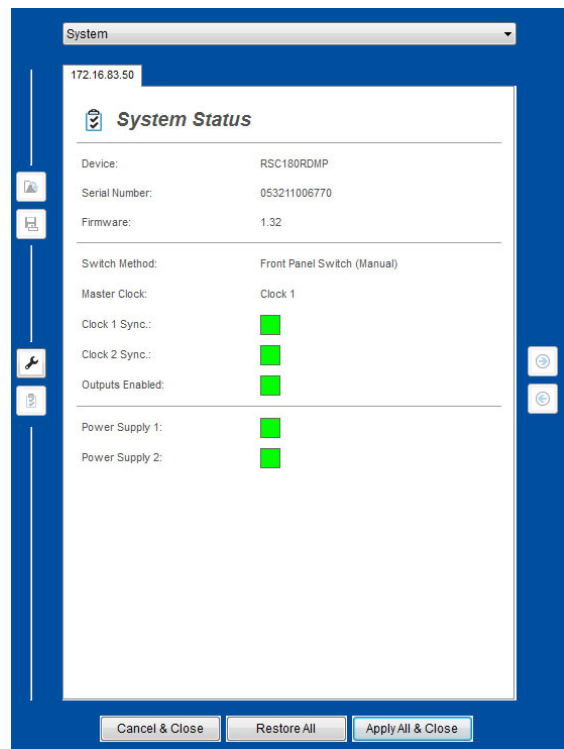 System
172.16.83.50
System Status
Device: RSC180RDMP
Serial Number: 053211006770
Firmware: 1.32
Switch Method: Front Panel Switch (Manual)
Master Clock: Clock 1
Clock 1 Sync.:
Clock 2 Sync.:
Outputs Enabled:
Power Supply 1:
Power Supply 2:
Cancel & Close Restore All Apply All & Close